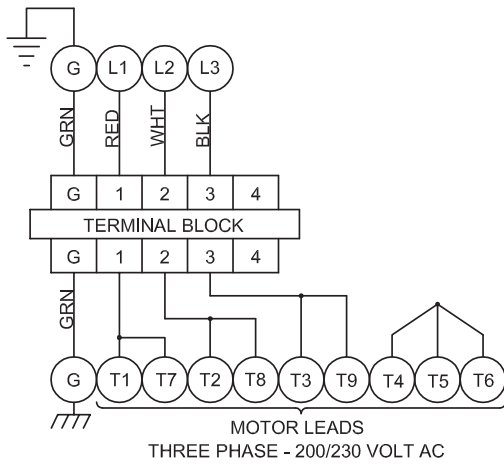 G L1 L2 L3
GRN RED WHT BLK
G 1 2 3 4
TERMINAL BLOCK
G 1 2 3 4
GRN
G T1 T7 T2 T8 T3 T9 T4 T5 T6
MOTOR LEADS
THREE PHASE - 200/230 VOLT AC